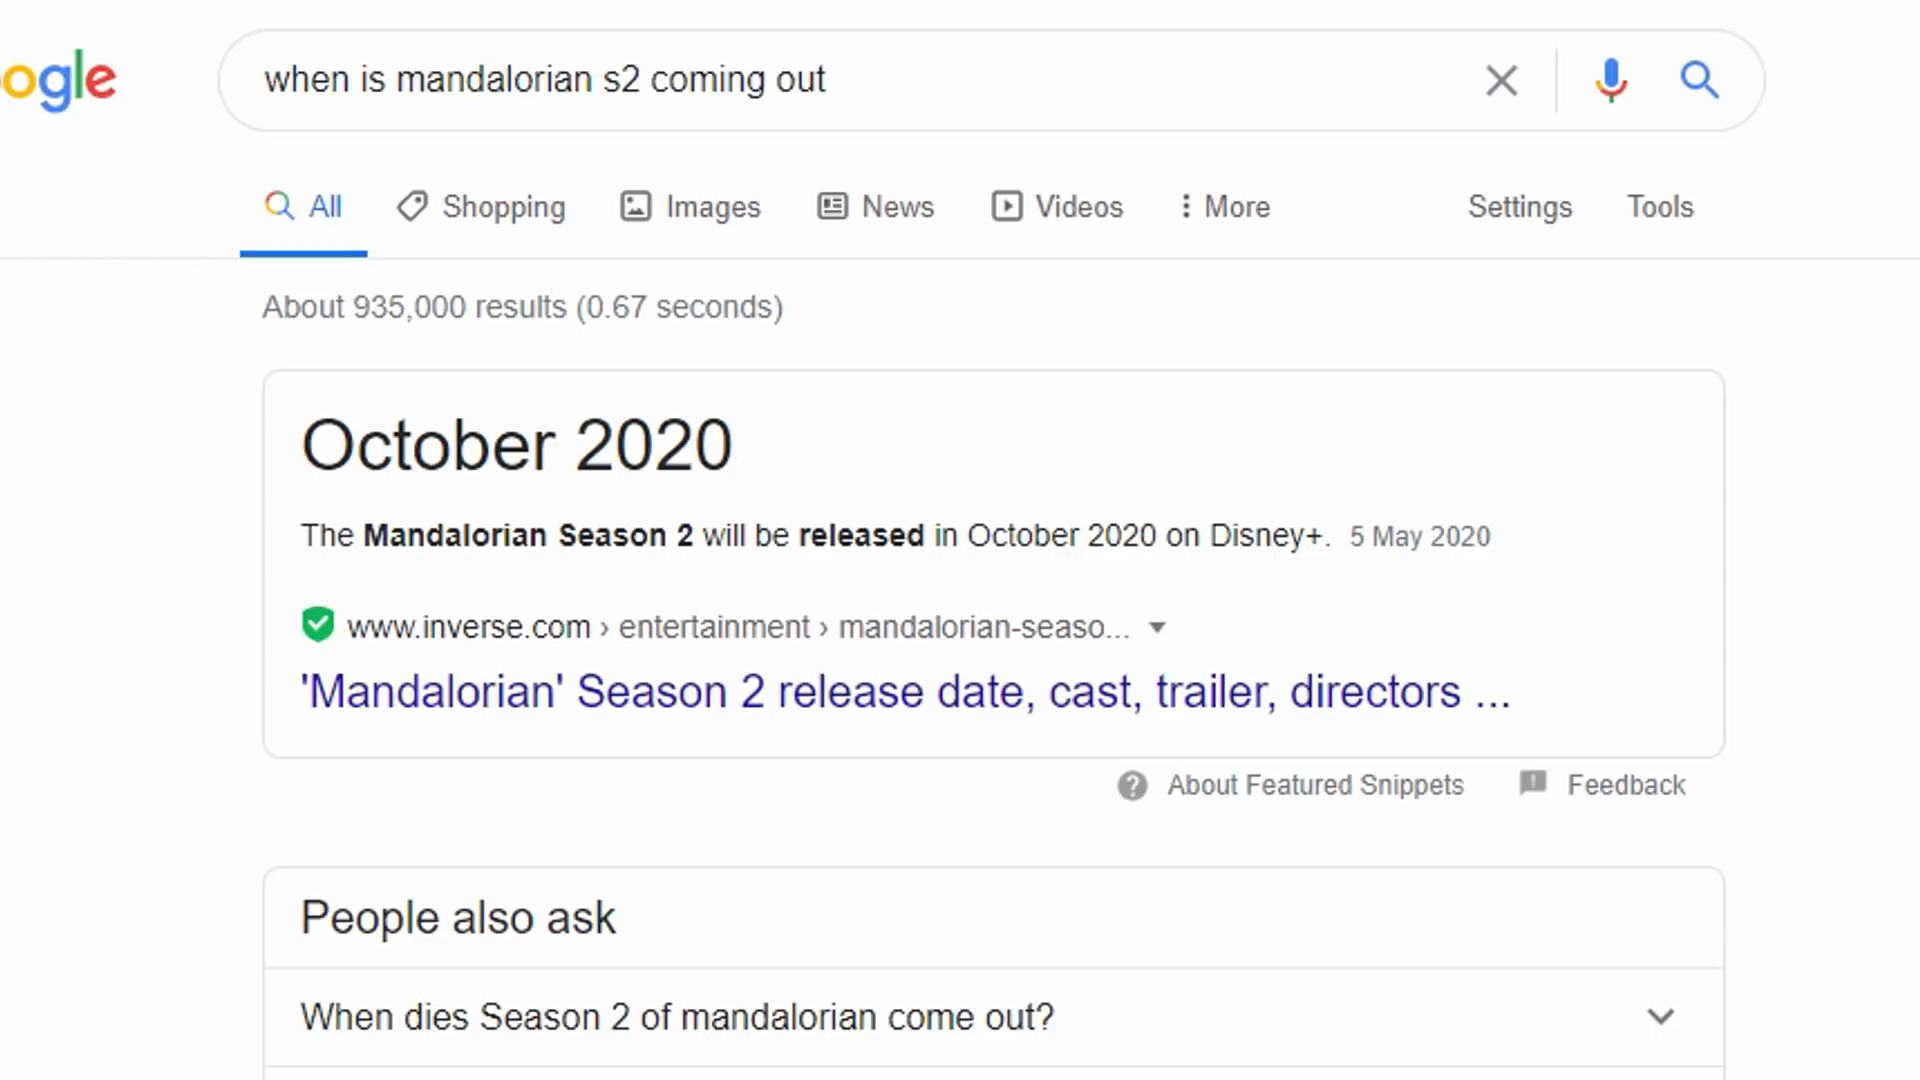 ogle
when is mandalorian s2 coming out
All Shopping Images News Videos More Settings Tools
About 935,000 results (0.67 seconds)
October 2020
The Mandalorian Season 2 will be released in October 2020 on Disney+. 5 May 2020
www.inverse.com › entertainment › mandalorian-seaso...
'Mandalorian' Season 2 release date, cast, trailer, directors ...
About Featured Snippets Feedback
People also ask
When dies Season 2 of mandalorian come out?